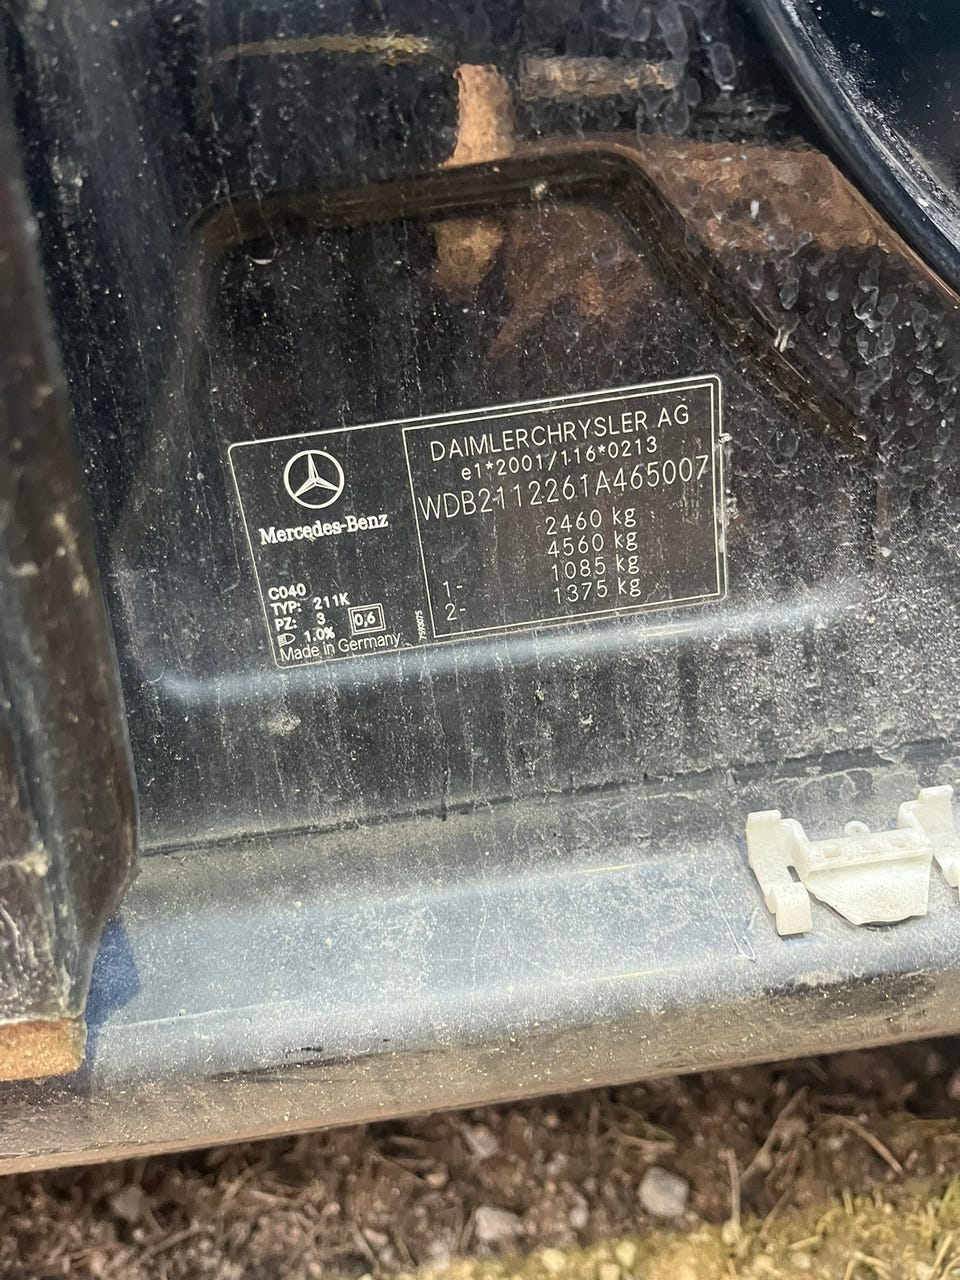 Mercedes-Benz
C040
TYP: 211K
PZ: 3
1.0% 0,6
Made in Germany
7593075
DAIMLERCHRYSLER AG
e1*2001/116*0213
WDB2112261A465007
2460 kg
4560 kg
1- 1085 kg
2- 1375 kg